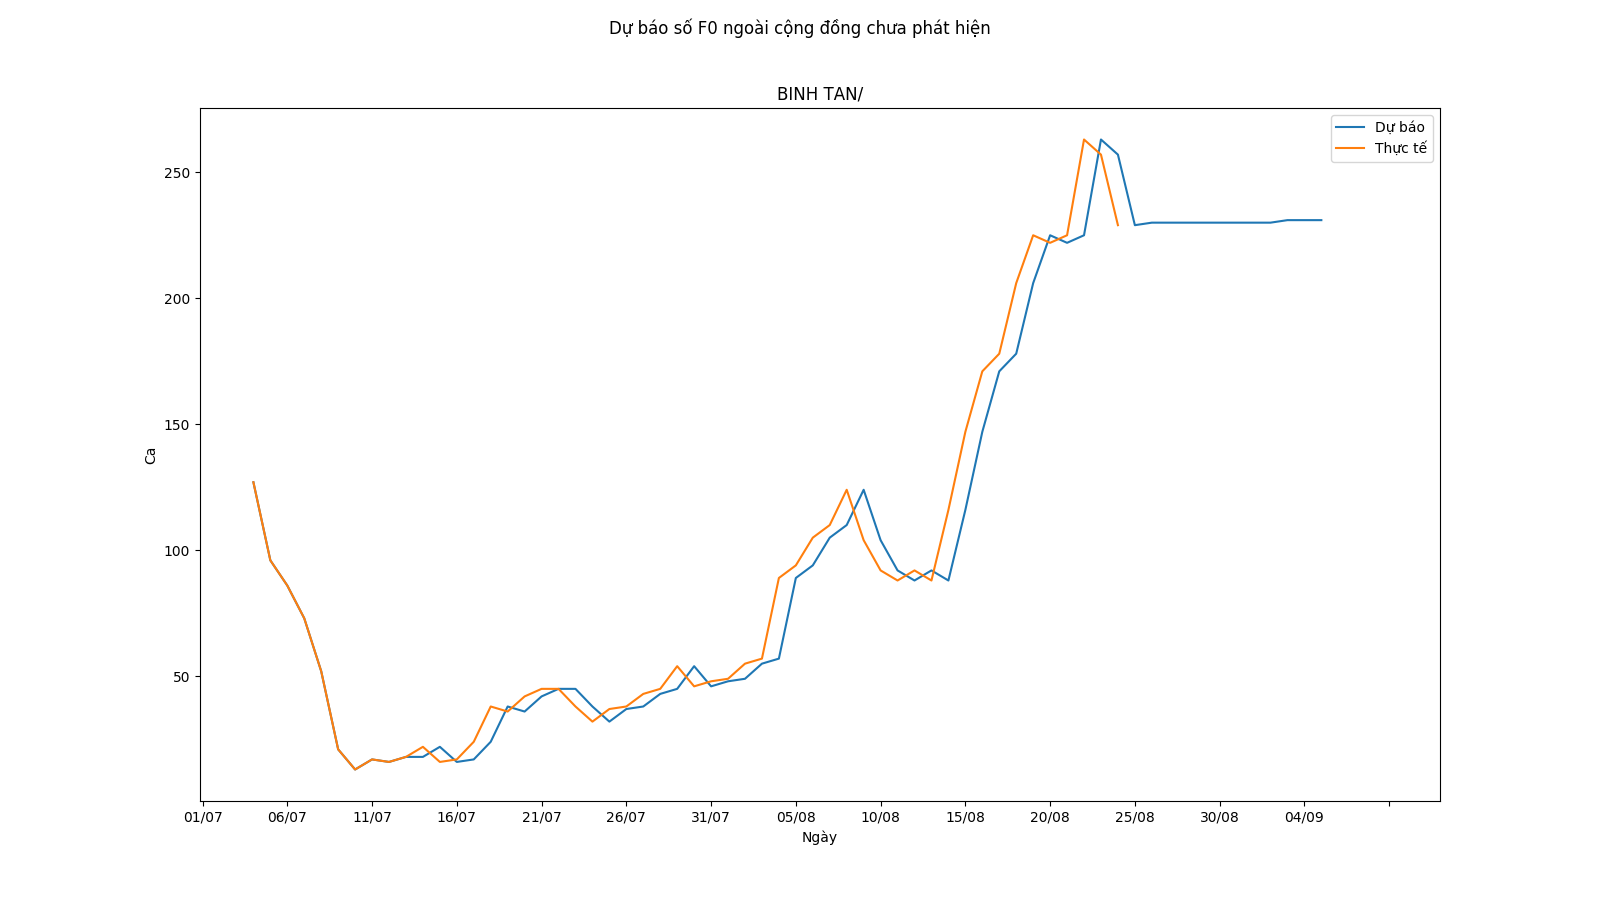 Dự báo số F0 ngoài cộng đồng chưa phát hiện
BINH TAN/
Dự báo
Thực tế
250
200
150
100
50
Ca
01/07 06/07 11/07 16/07 21/07 26/07 31/07 05/08 10/08 15/08 20/08 25/08 30/08 04/09
Ngày